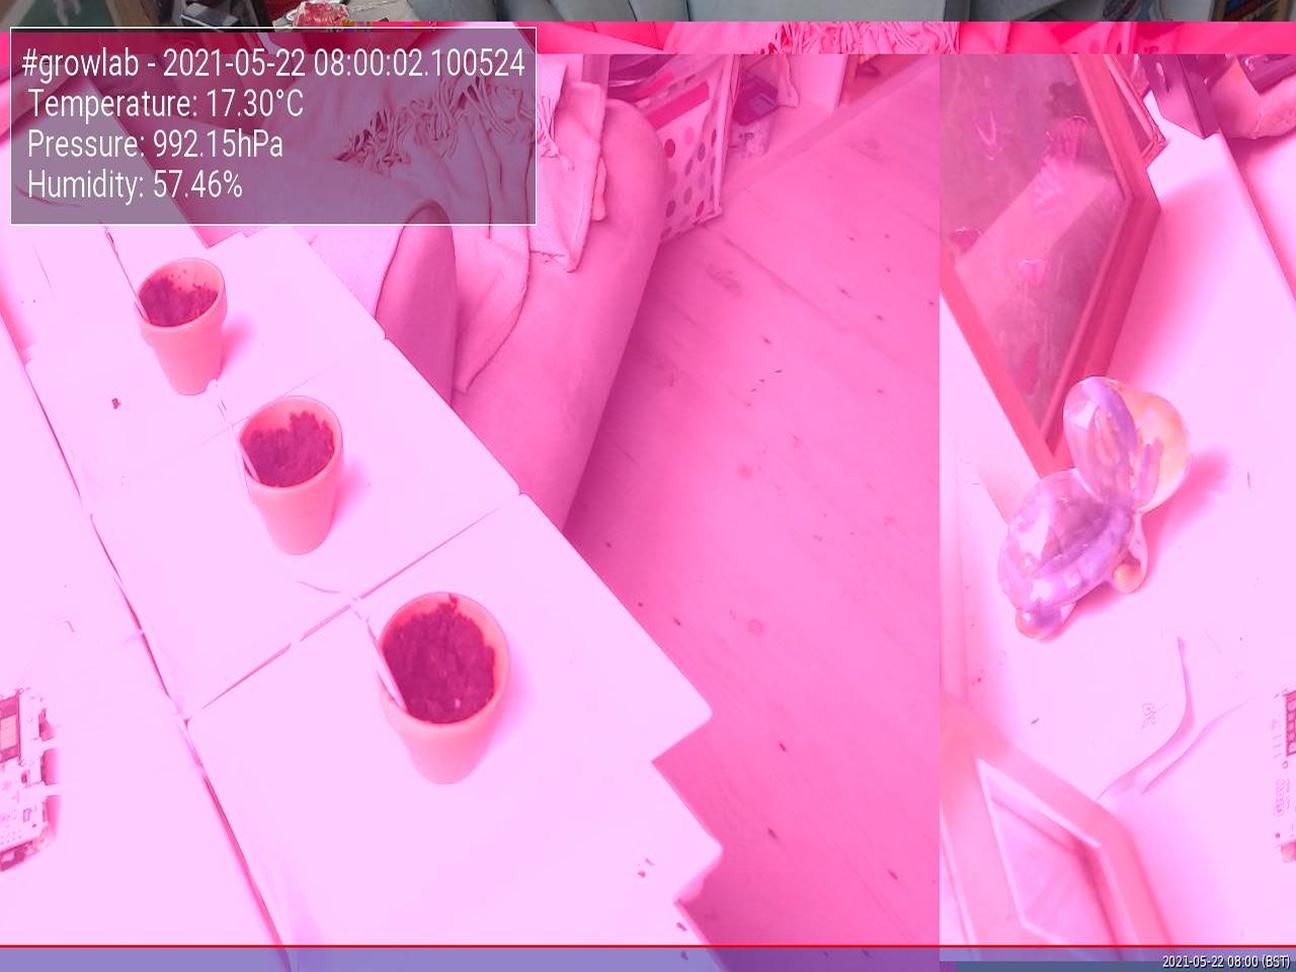 #growlab - 2021-05-22 08:00:02.100524
Temperature: 17.30°C
Pressure: 992.15hPa
Humidity: 57.46%
2021-05-22 08:00 (BST)